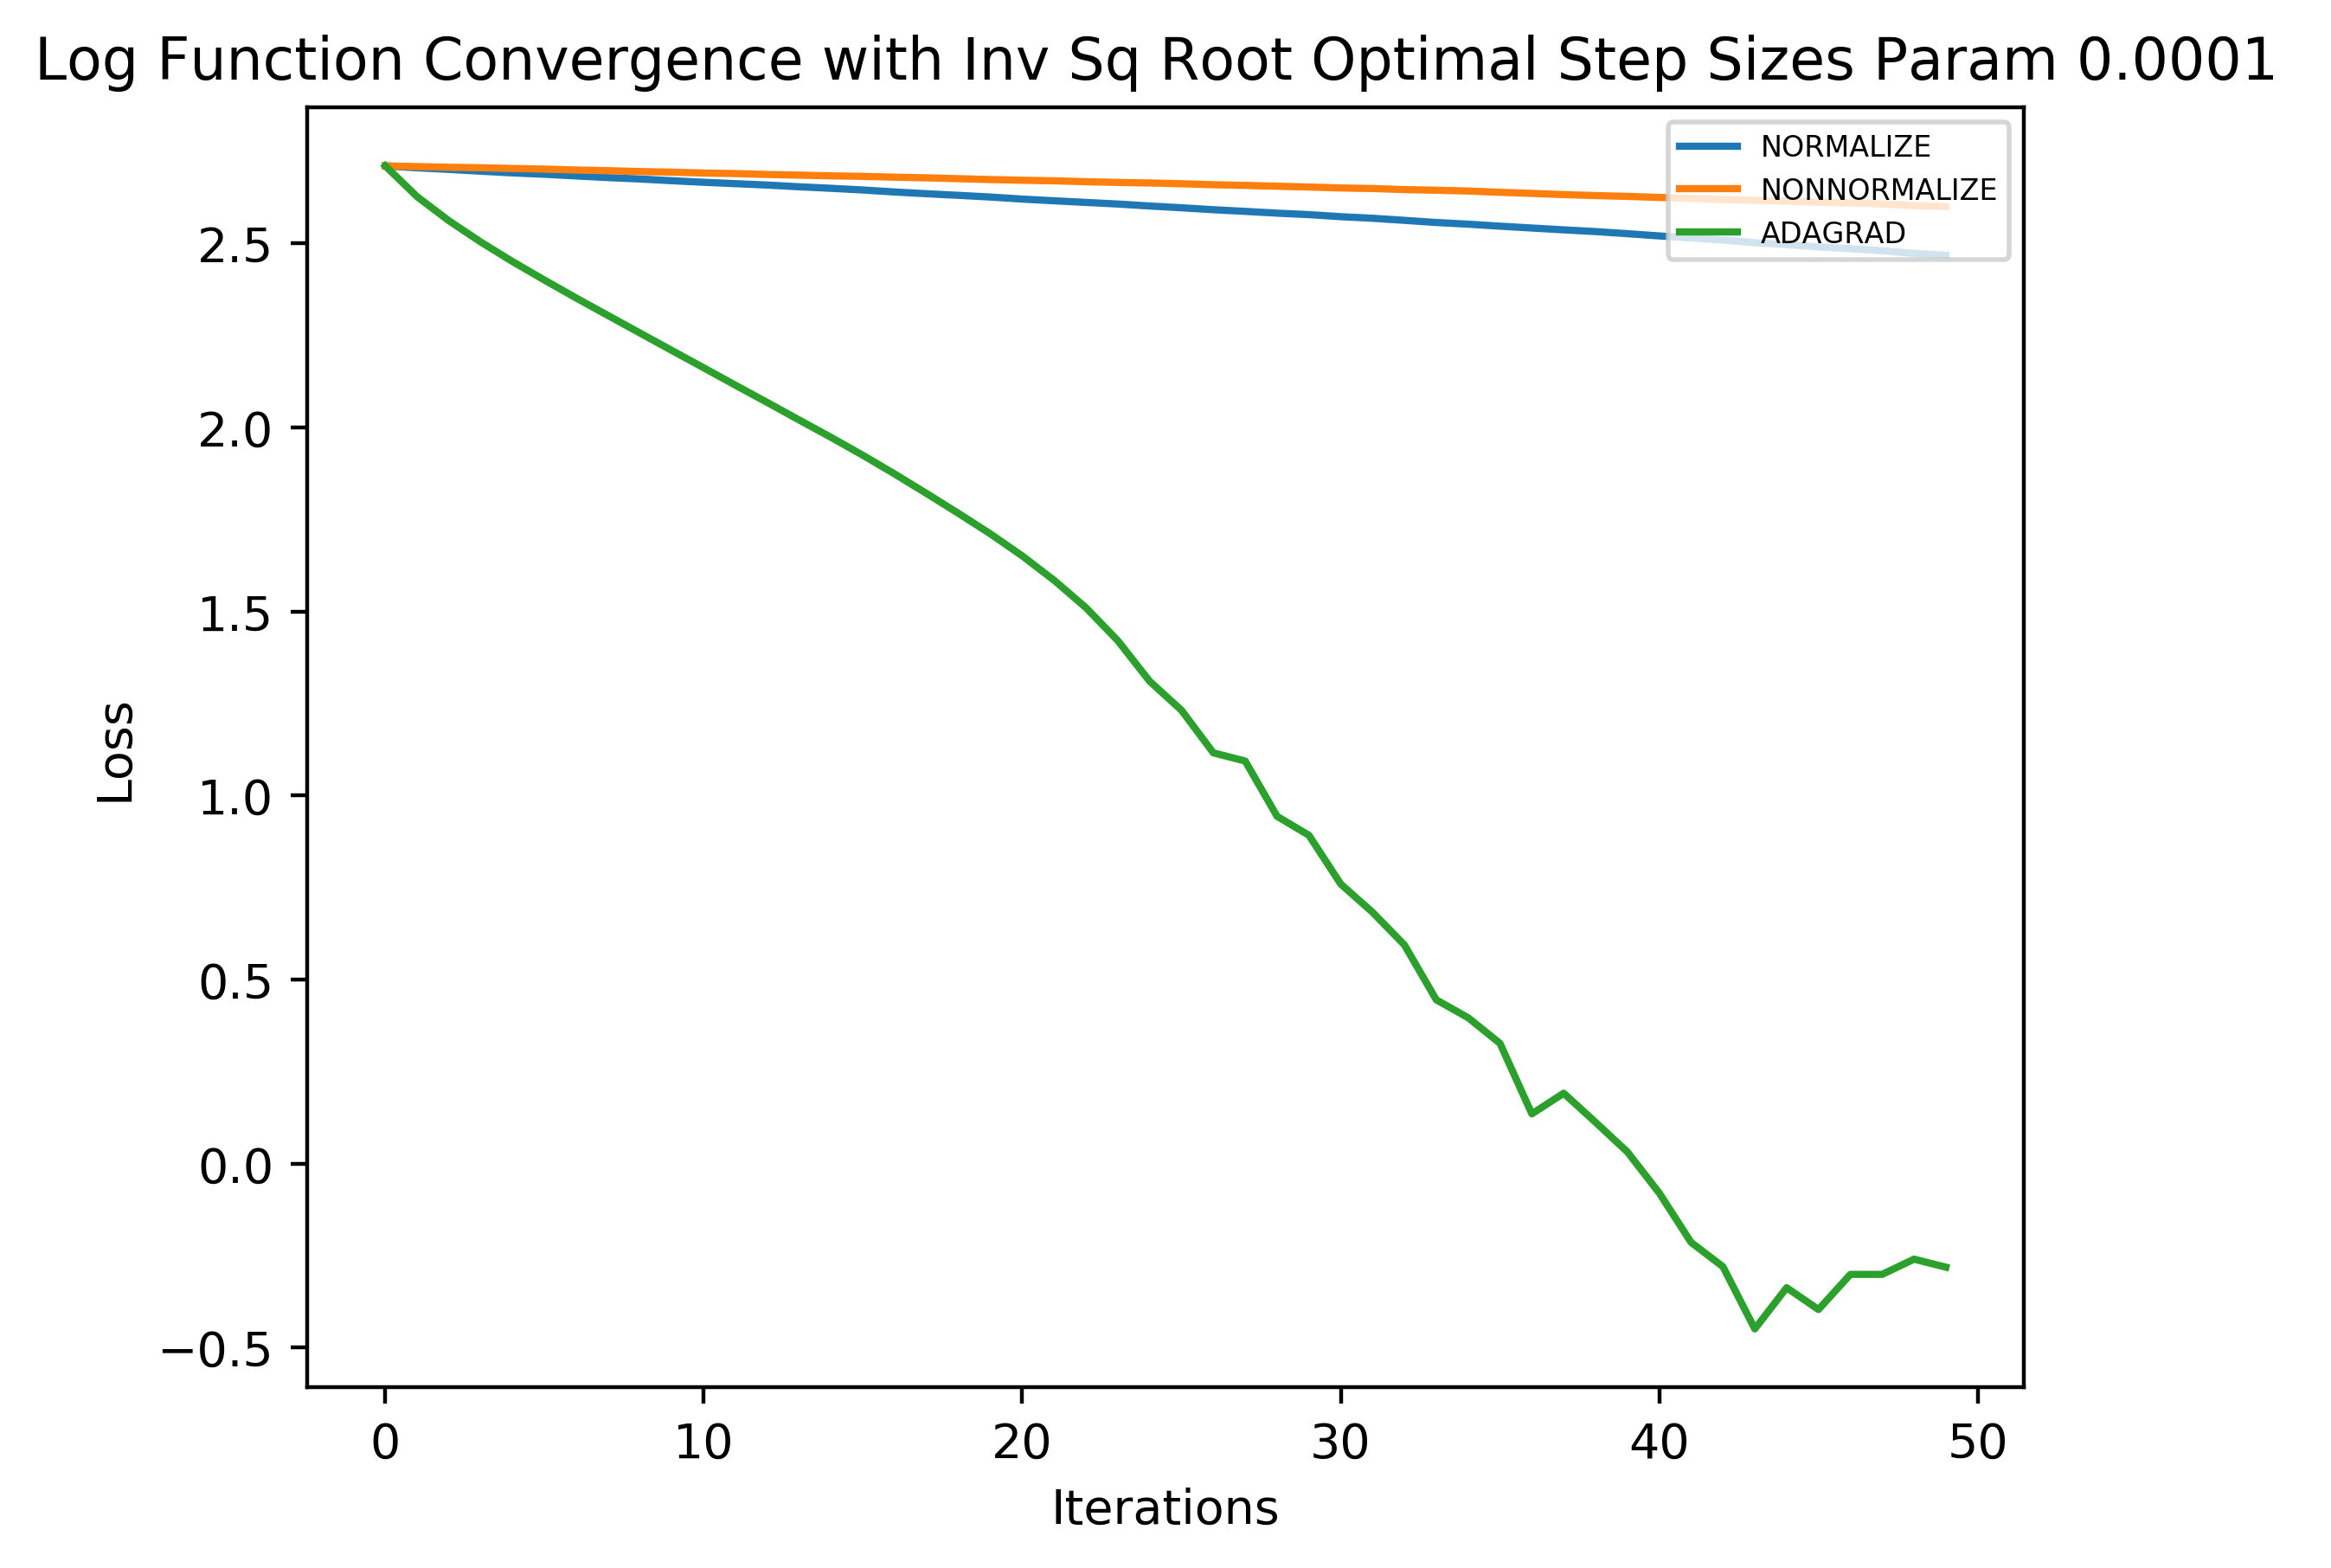 Log Function Convergence with Inv Sq Root Optimal Step Sizes Param 0.0001
NORMALIZE
NONNORMALIZE
ADAGRAD
2.5
2.0
1.5
1.0
0.5
0.0
−0.5
Loss
0 10 20 30 40 50
Iterations